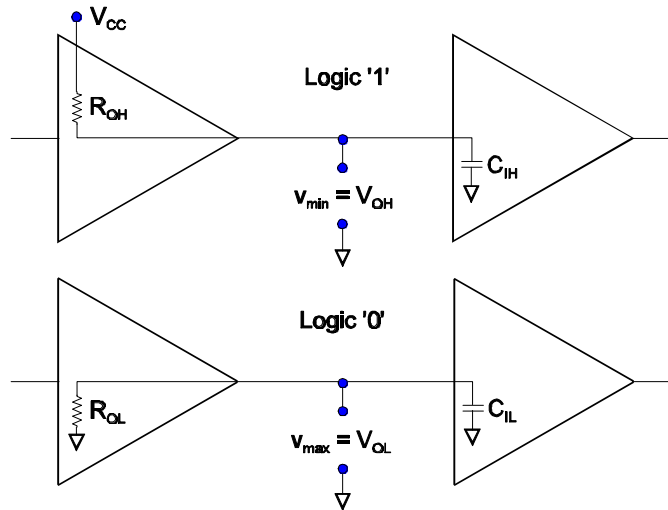 VCC
Logic '1'
RQH
CIH
vmin = VQH
Logic '0'
RQL
CIL
vmax = VQL